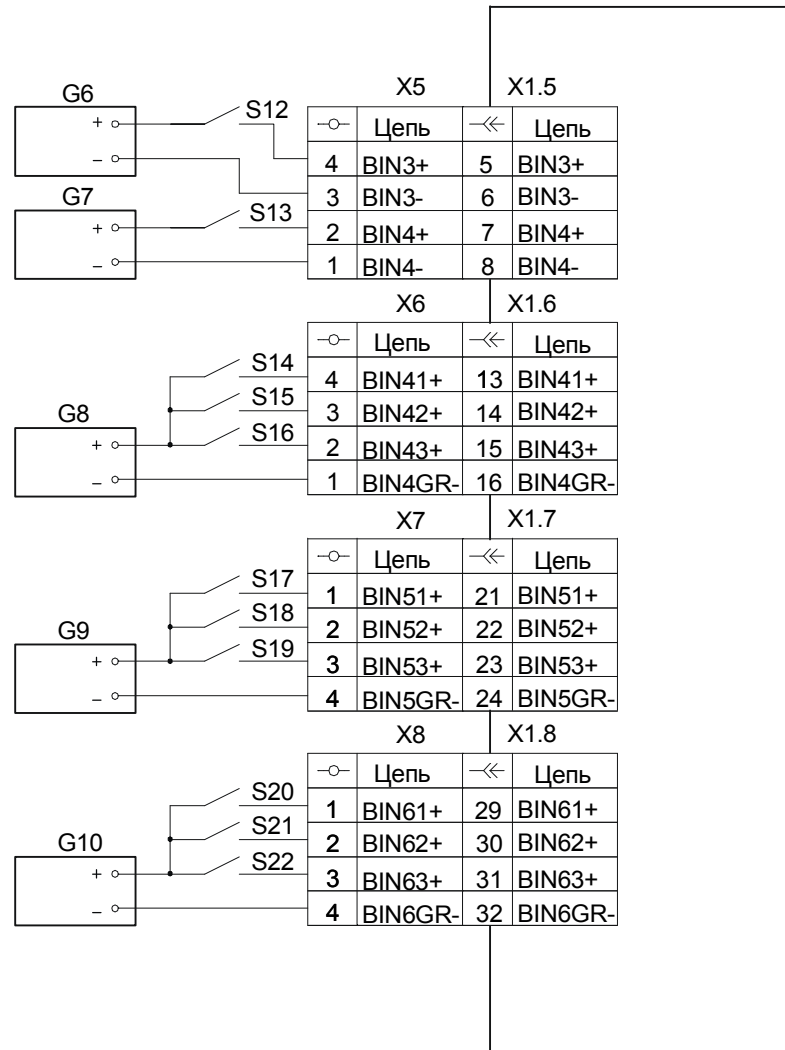 X5 X1.5
G6
S12
Цепь Цепь
+
–
4 BIN3+ 5 BIN3+
3 BIN3- 6 BIN3-
G7
S13
+
–
2 BIN4+ 7 BIN4+
1 BIN4- 8 BIN4-
X6 X1.6
Цепь Цепь
S14
4 BIN41+ 13 BIN41+
S15
3 BIN42+ 14 BIN42+
G8
S16
+
–
2 BIN43+ 15 BIN43+
1 BIN4GR- 16 BIN4GR-
X7 X1.7
Цепь Цепь
S17
1 BIN51+ 21 BIN51+
S18
2 BIN52+ 22 BIN52+
G9
S19
+
–
3 BIN53+ 23 BIN53+
4 BIN5GR- 24 BIN5GR-
X8 X1.8
Цепь Цепь
S20
1 BIN61+ 29 BIN61+
S21
2 BIN62+ 30 BIN62+
G10
S22
+
–
3 BIN63+ 31 BIN63+
4 BIN6GR- 32 BIN6GR-